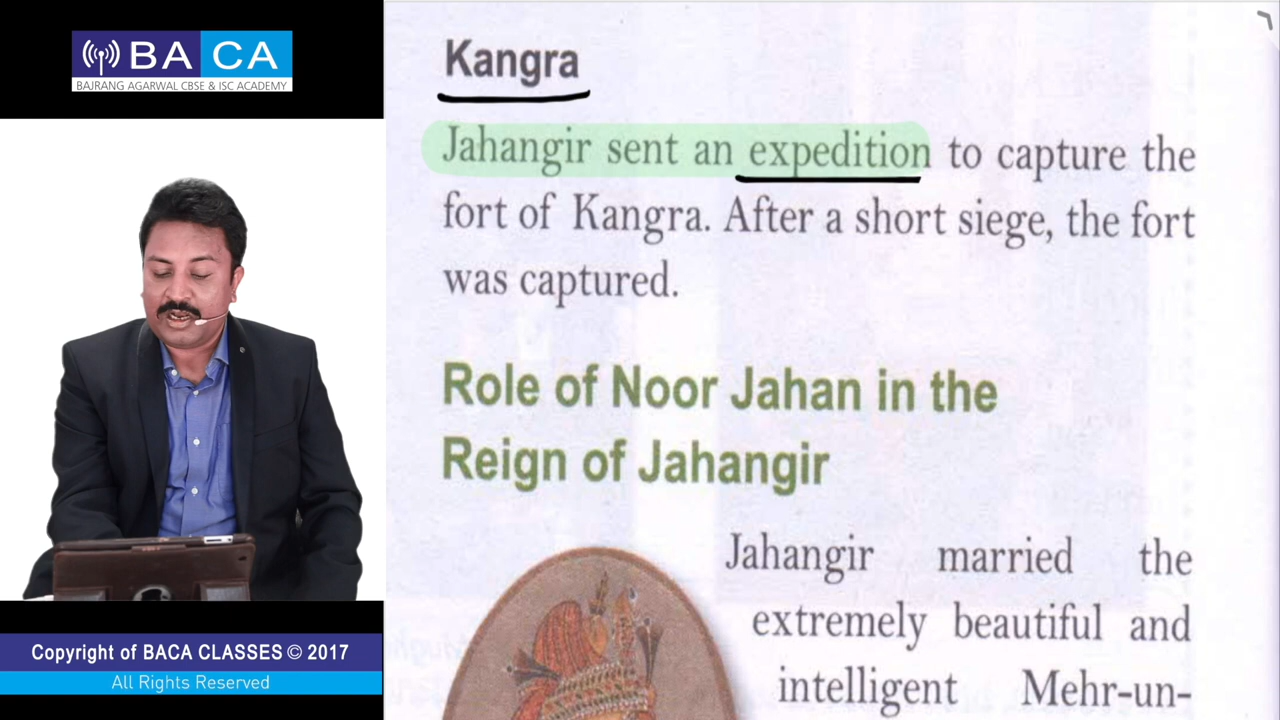 BACA
BAJRANG AGARWAL CBSE & ISC ACADEMY
Copyright of BACA CLASSES © 2017
All Rights Reserved
Kangra
Jahangir sent an expedition to capture the
fort of Kangra. After a short siege, the fort
was captured.
Role of Noor Jahan in the
Reign of Jahangir
Jahangir married the
extremely beautiful and
intelligent Mehr-un-